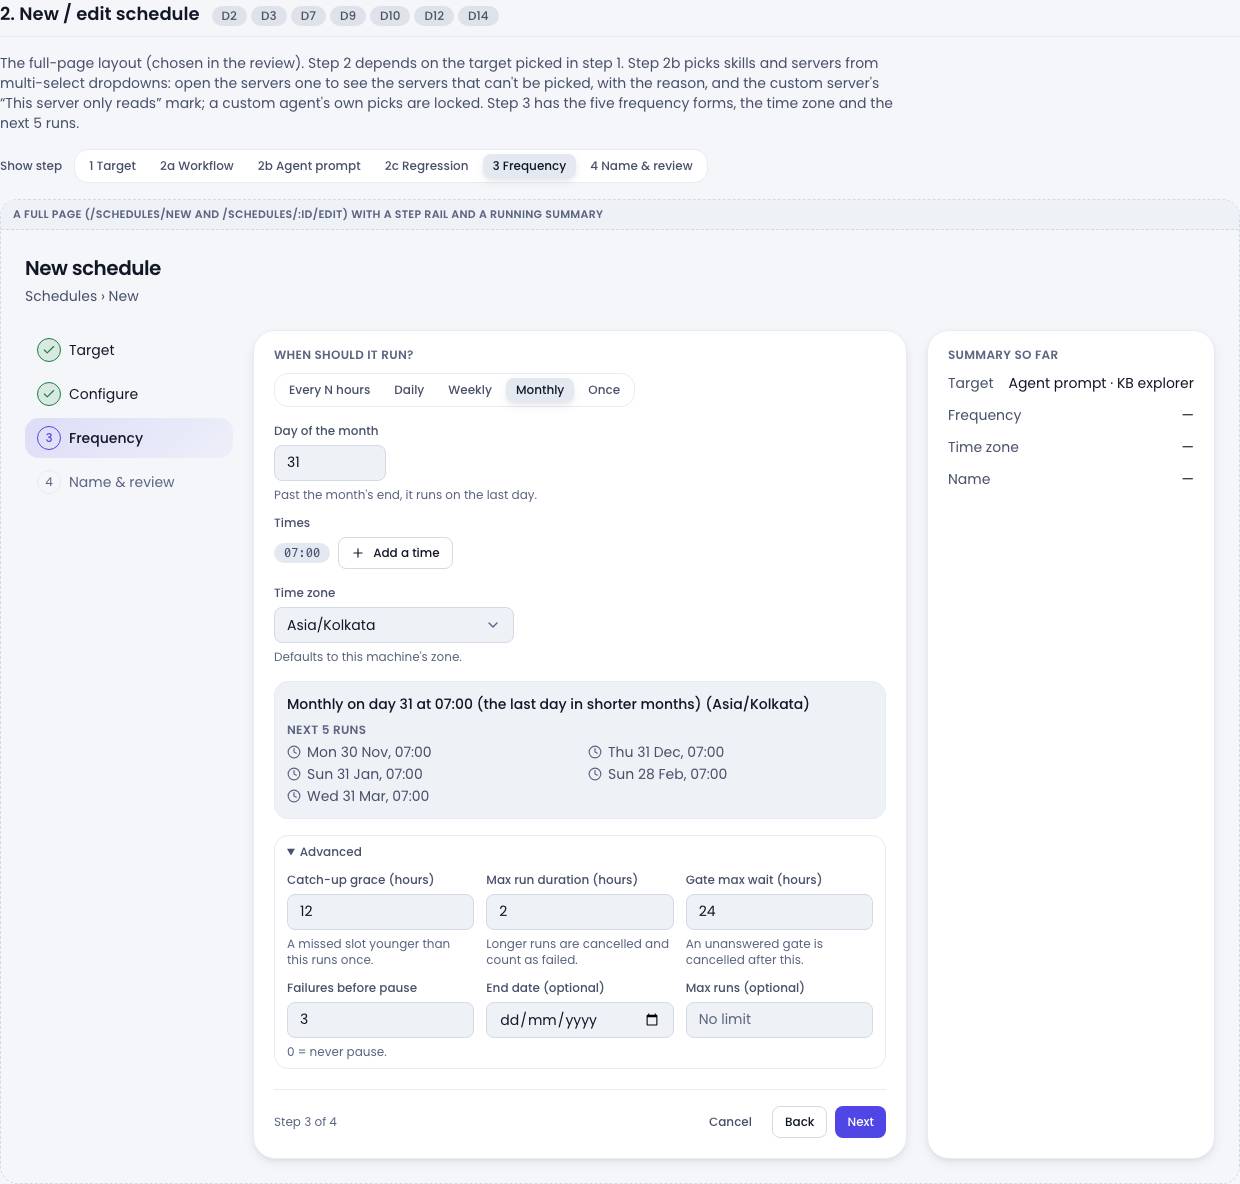 2. New / edit schedule D2 D3 D7 D9 D10 D12 D14
The full-page layout (chosen in the review). Step 2 depends on the target picked in step 1. Step 2b picks skills and servers from
multi-select dropdowns: open the servers one to see the servers that can't be picked, with the reason, and the custom server's
“This server only reads” mark; a custom agent's own picks are locked. Step 3 has the five frequency forms, the time zone and the
next 5 runs.
Show step 1 Target 2a Workflow 2b Agent prompt 2c Regression 3 Frequency 4 Name & review
A FULL PAGE (/SCHEDULES/NEW AND /SCHEDULES/:ID/EDIT) WITH A STEP RAIL AND A RUNNING SUMMARY
New schedule
Schedules › New
Target
Configure
3 Frequency
4 Name & review
WHEN SHOULD IT RUN?
Every N hours Daily Weekly Monthly Once
Day of the month
31
Past the month's end, it runs on the last day.
Times
07:00 + Add a time
Time zone
Asia/Kolkata
Defaults to this machine's zone.
Monthly on day 31 at 07:00 (the last day in shorter months) (Asia/Kolkata)
NEXT 5 RUNS
Mon 30 Nov, 07:00 Thu 31 Dec, 07:00
Sun 31 Jan, 07:00 Sun 28 Feb, 07:00
Wed 31 Mar, 07:00
▼ Advanced
Catch-up grace (hours) Max run duration (hours) Gate max wait (hours)
12 2 24
A missed slot younger than Longer runs are cancelled and An unanswered gate is
this runs once. count as failed. cancelled after this.
Failures before pause End date (optional) Max runs (optional)
3 dd/mm/yyyy No limit
0 = never pause.
Step 3 of 4 Cancel Back Next
SUMMARY SO FAR
Target Agent prompt · KB explorer
Frequency —
Time zone —
Name —